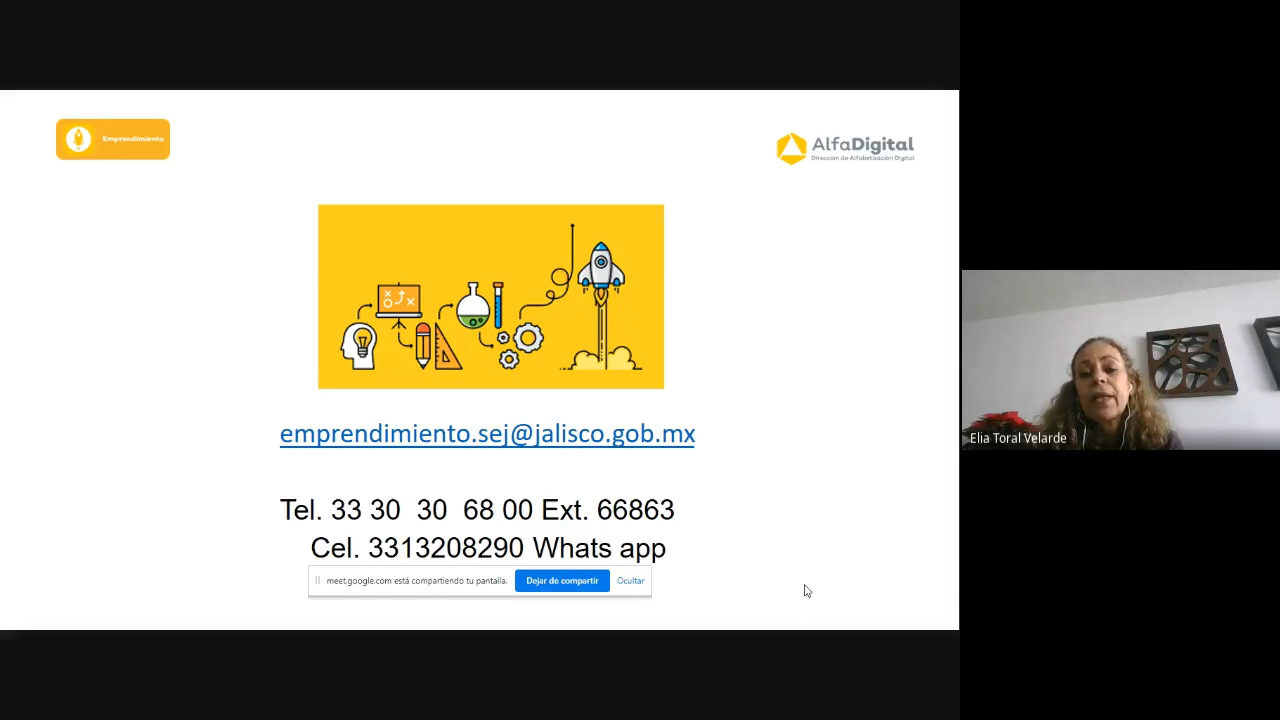 Emprendimiento
AlfaDigital
Dirección de Alfabetización Digital
emprendimiento.sej@jalisco.gob.mx
Tel. 33 30  30  68 00 Ext. 66863
Cel. 3313208290 Whats app
meet.google.com está compartiendo tu pantalla. Dejar de compartir Ocultar
Elia Toral Velarde